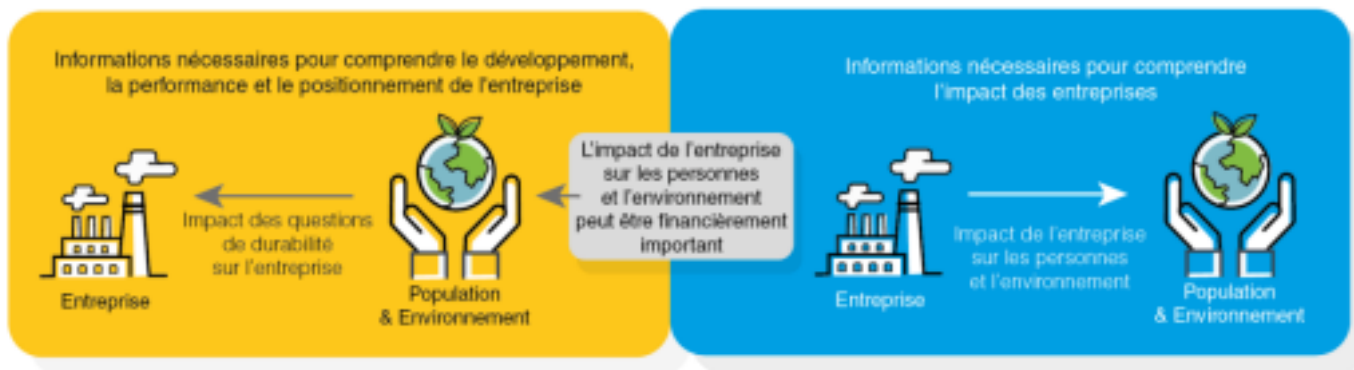 Informations nécessaires pour comprendre le développement,
la performance et le positionnement de l'entreprise
Impact des questions
de durabilité
sur l'entreprise
Entreprise
Population
& Environnement
L'impact de l'entreprise
sur les personnes
et l'environnement
peut être financièrement
important
Informations nécessaires pour comprendre
l'impact des entreprises
Impact de l'entreprise
sur les personnes
et l'environnement
Entreprise
Population
& Environnement